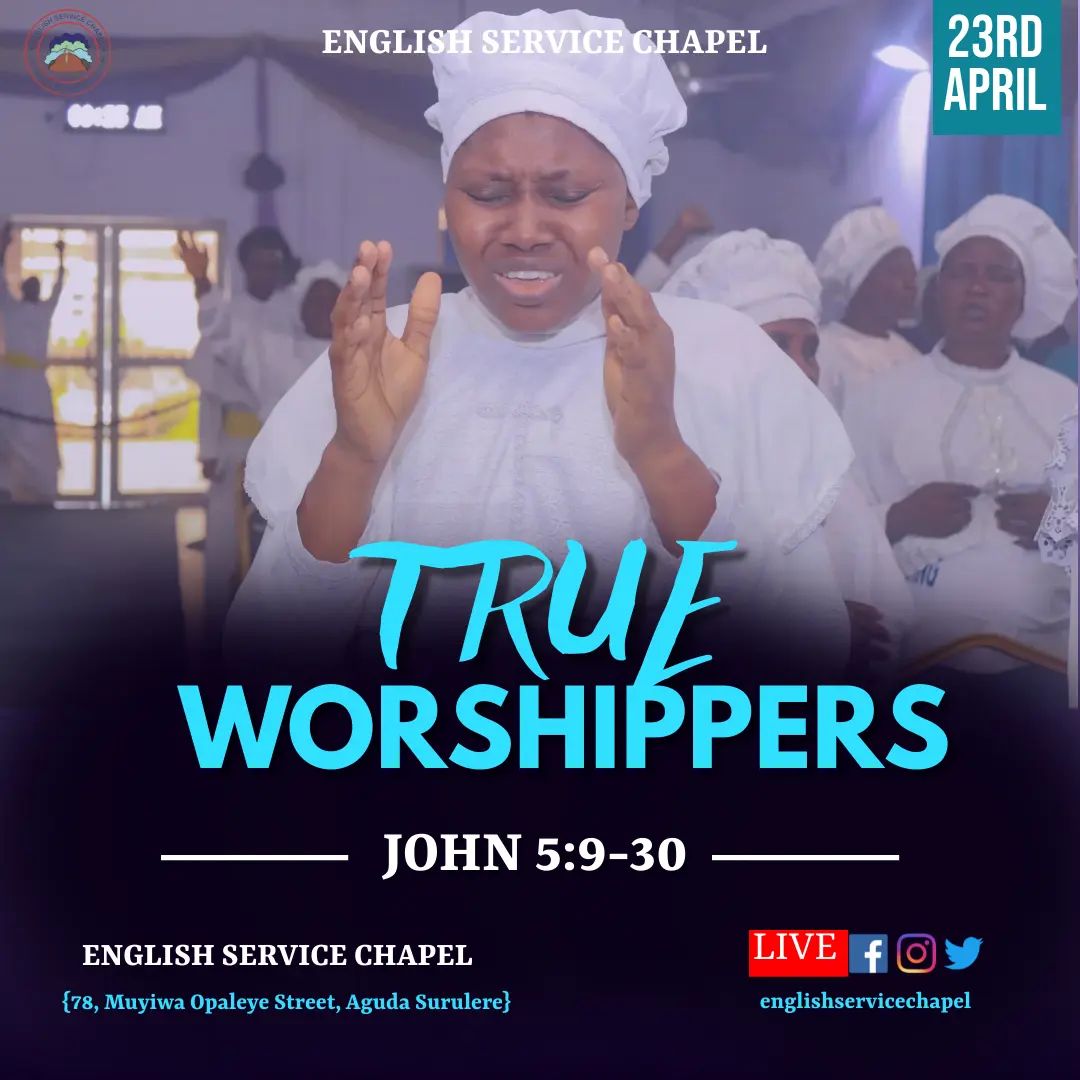 ENGLISH SERVICE CHAPEL
23RD
APRIL
TRUE
WORSHIPPERS
JOHN 5:9-30
ENGLISH SERVICE CHAPEL
{78, Muyiwa Opaleye Street, Aguda Surulere}
LIVE
englishservicechapel